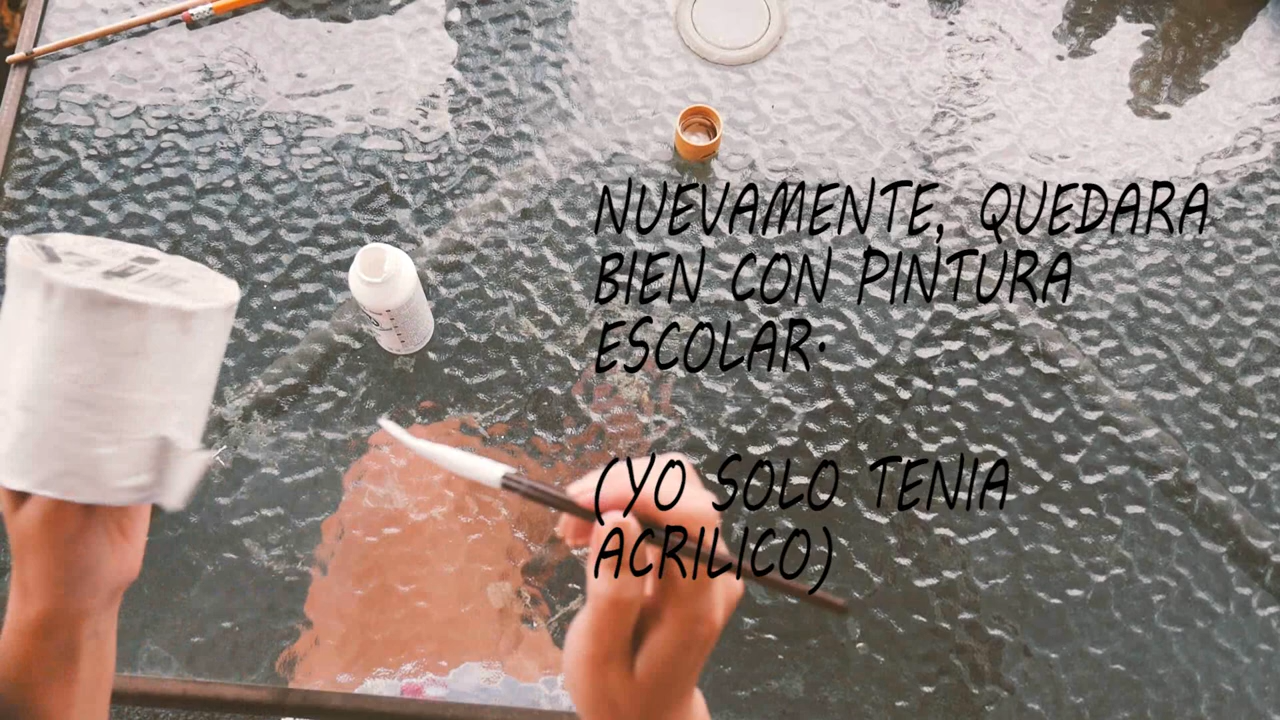 NUEVAMENTE, QUEDARA
BIEN CON PINTURA
ESCOLAR.
(YO SOLO TENIA
ACRILICO)